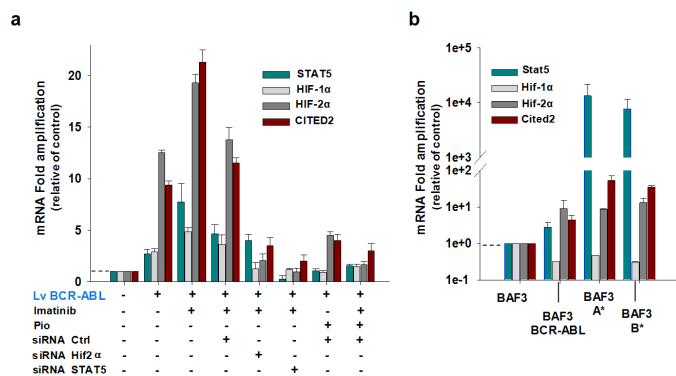 a
mRNA Fold amplification
(relative of control)
20
15
10
5
0
STAT5
HIF-1α
HIF-2α
CITED2
Lv BCR-ABL - + + + + + + +
Imatinib - - + + + + - +
Pio - - - - - - + +
siRNA Ctrl - - - + - - + +
siRNA Hif2α - - - - + - - -
siRNA STAT5 - - - - - + - -
b
mRNA Fold amplification
(relative of control)
1e+5
1e+4
1e+3
1e+2
1e+1
1e+0
1e-1
Stat5
Hif-1α
Hif-2α
Cited2
BAF3
BAF3
BCR-ABL
BAF3
A*
BAF3
B*